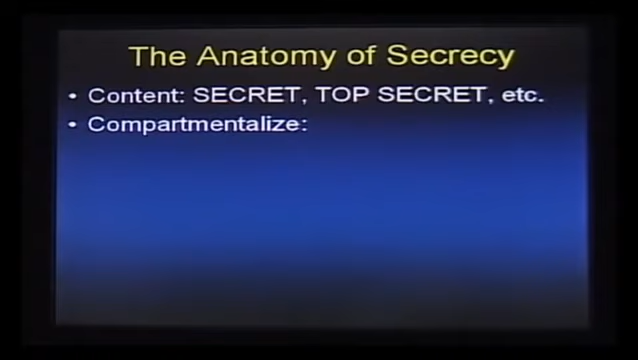 The Anatomy of Secrecy
• Content: SECRET, TOP SECRET, etc.
• Compartmentalize: